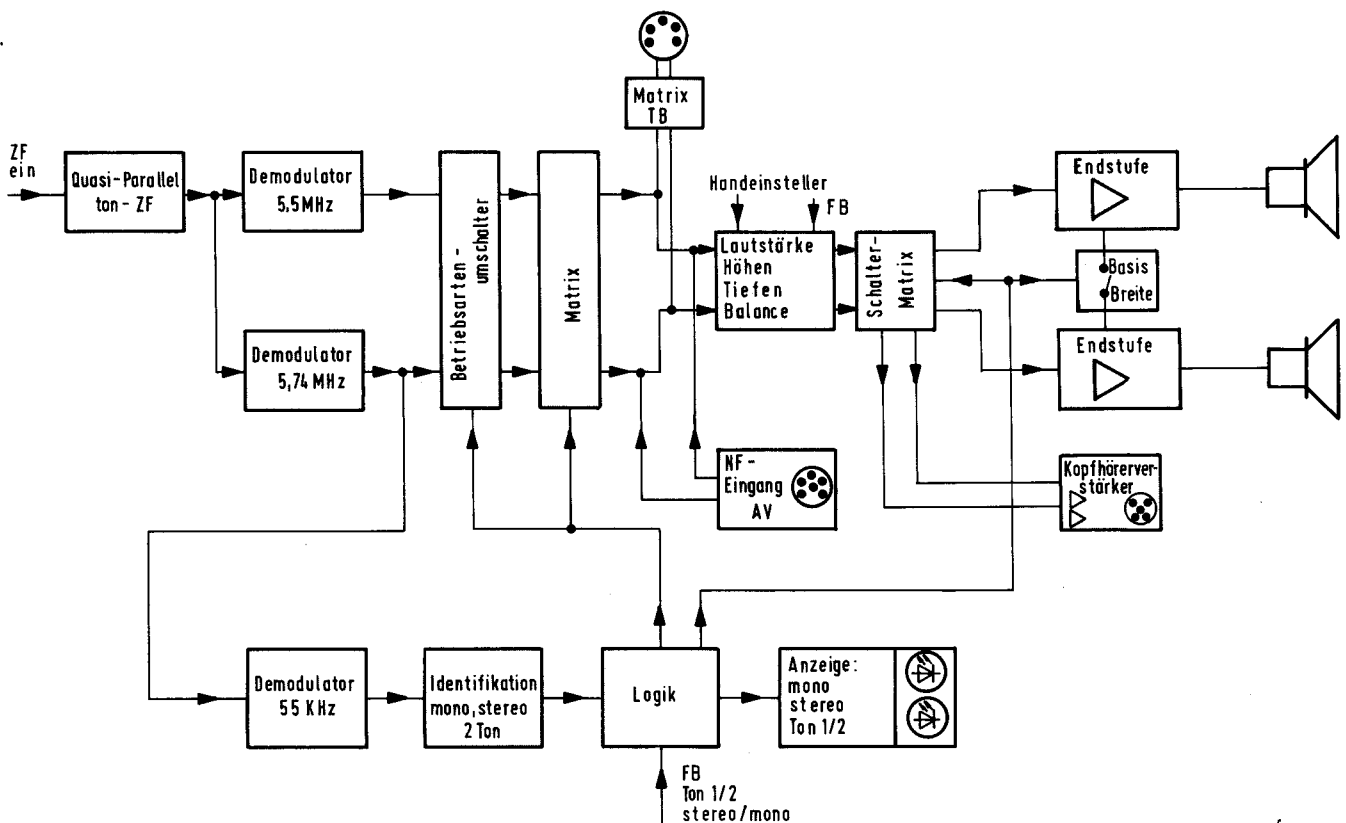 Matrix
TB
ZF
ein
Quasi-Parallel
ton-ZF
Demodulator
5,5MHz
Betriebsarten-
umschalter
Matrix
Handeinsteller
FB
Lautstärke
Höhen
Tiefen
Balance
Schalter-
Matrix
Endstufe
Basis
Breite
Endstufe
Demodulator
5,74 MHz
NF-
Eingang
AV
Kopfhörerver-
stärker
Demodulator
55 KHz
Identifikation
mono, stereo
2 Ton
Logik
Anzeige:
mono
stereo
Ton 1/2
FB
Ton 1/2
stereo/mono